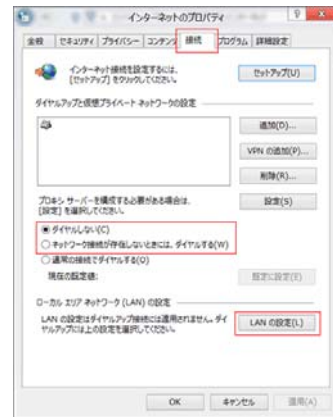 インターネットのプロパティ
全般 セキュリティ プライバシー コンテンツ 接続 プログラム 詳細設定
インターネット接続を設定するには、
[セットアップ] をクリックしてください。
セットアップ(U)
ダイヤルアップと仮想プライベート ネットワークの設定
追加(D)...
VPN の追加(P)...
削除(R)...
プロキシ サーバーを構成する必要がある場合は、
[設定] を選択してください。
設定(S)
ダイヤルしない(C)
ネットワーク接続が存在しないときには、ダイヤルする(W)
通常の接続でダイヤルする(O)
現在の既定値:
既定に設定(E)
ローカル エリア ネットワーク (LAN) の設定
LAN の設定はダイヤルアップ接続には適用されません。ダイ
ヤルアップには上の設定を選択してください。
LAN の設定(L)
OK キャンセル 適用(A)